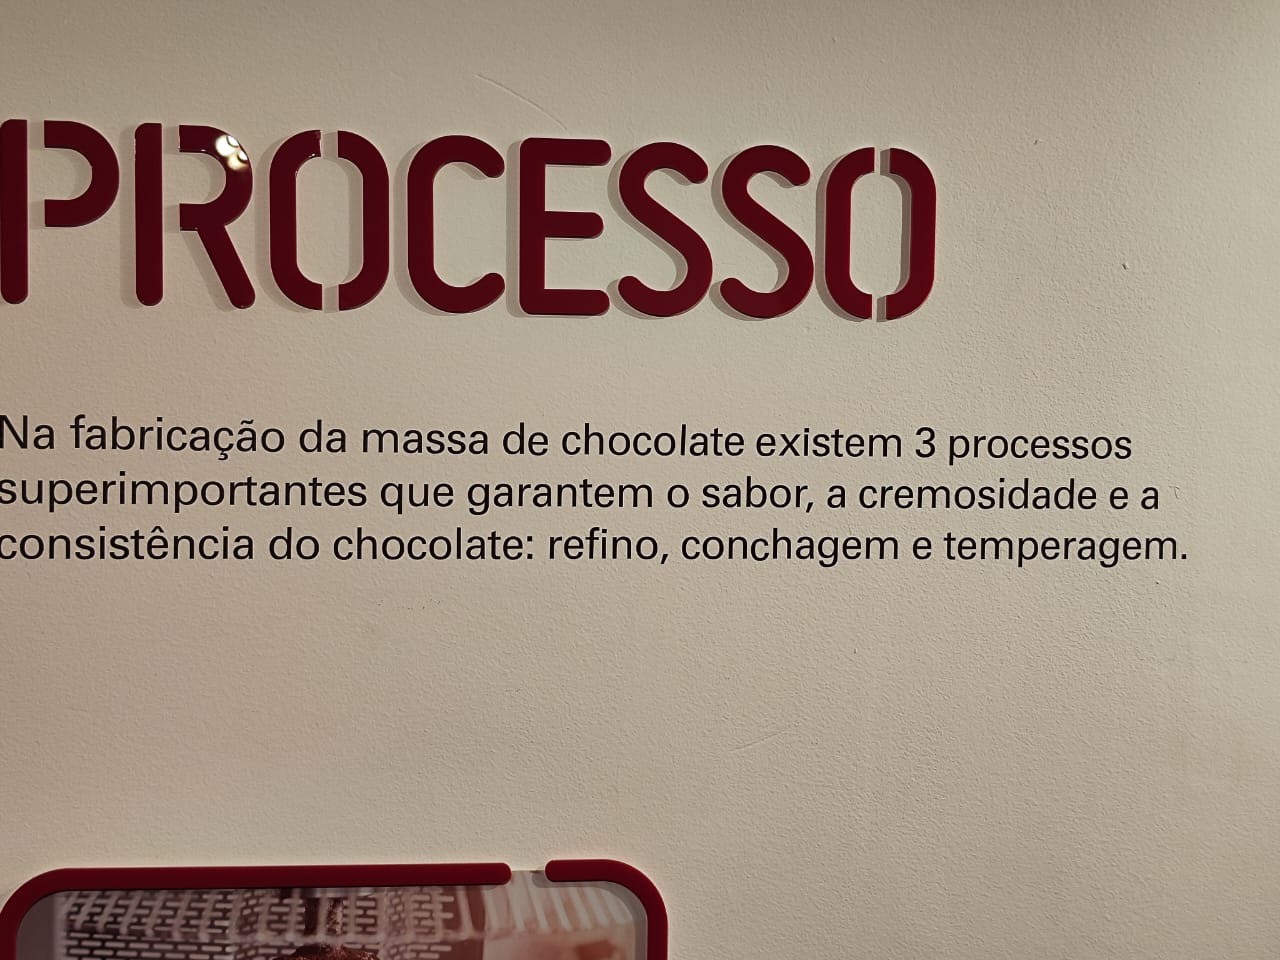 PROCESSO
Na fabricação da massa de chocolate existem 3 processos
superimportantes que garantem o sabor, a cremosidade e a
consistência do chocolate: refino, conchagem e temperagem.